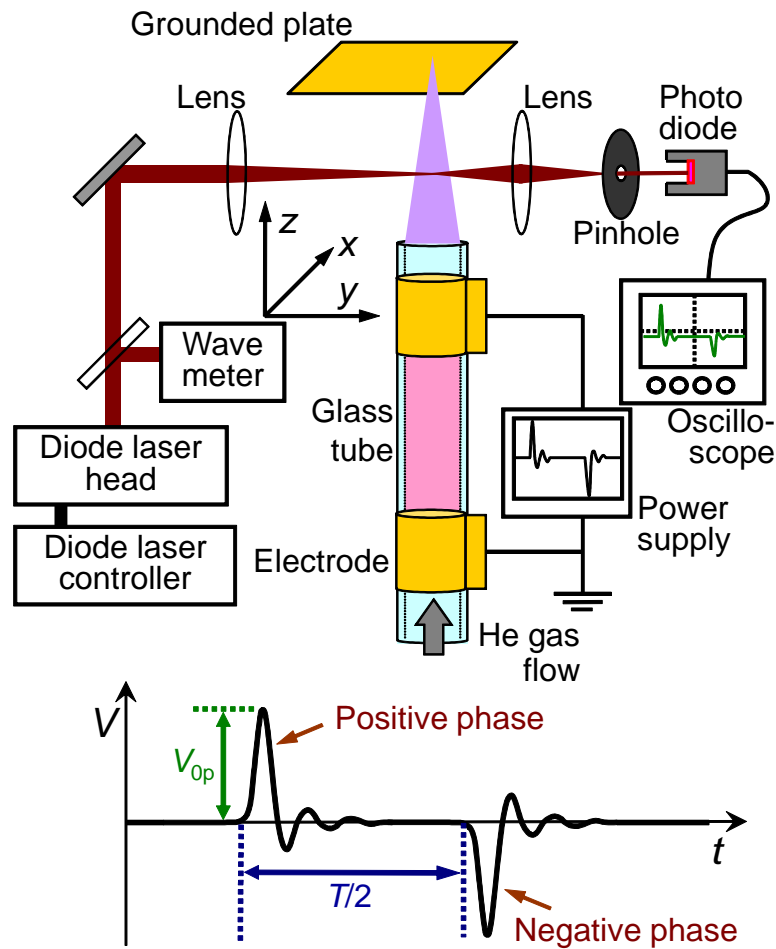 Grounded plate
Lens
Lens
Photo
diode
Pinhole
z
x
y
Wave
meter
Glass
tube
Oscillo-
scope
Diode laser
head
Power
supply
Diode laser
controller
Electrode
He gas
flow
V
Positive phase
V0p
t
T/2
Negative phase